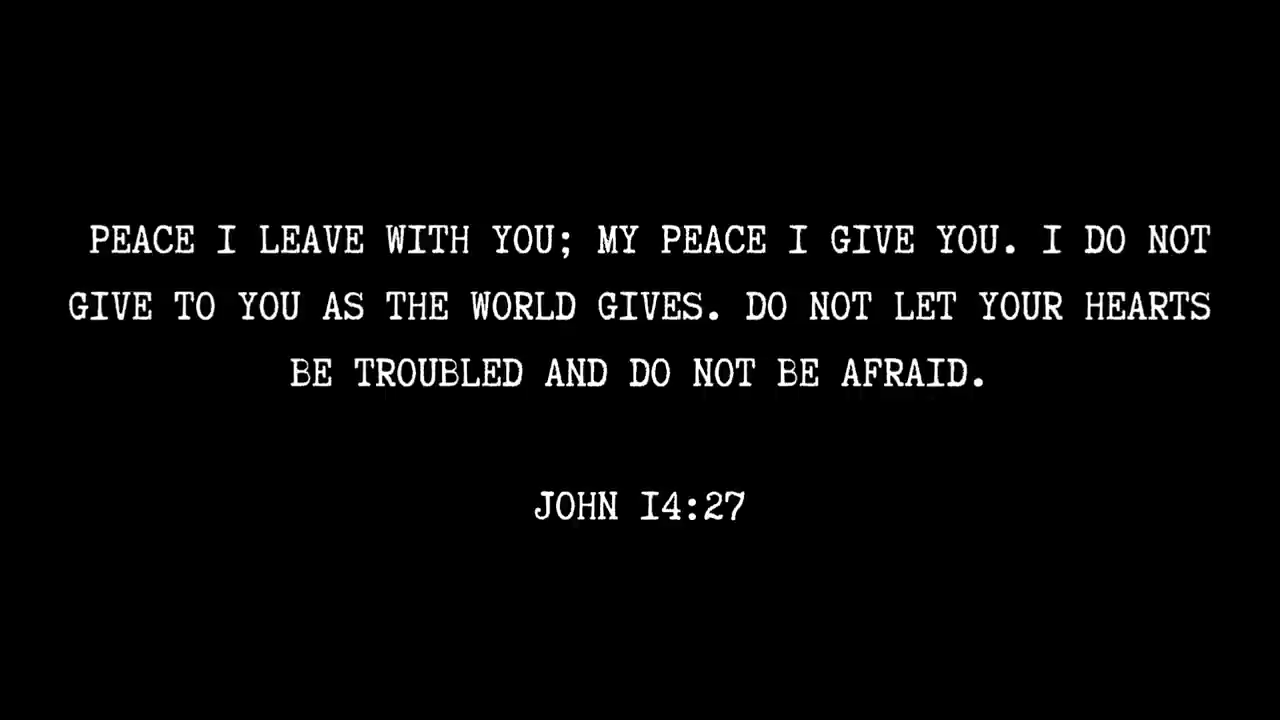 PEACE I LEAVE WITH YOU; MY PEACE I GIVE YOU. I DO NOT
GIVE TO YOU AS THE WORLD GIVES. DO NOT LET YOUR HEARTS
BE TROUBLED AND DO NOT BE AFRAID.
JOHN 14:27